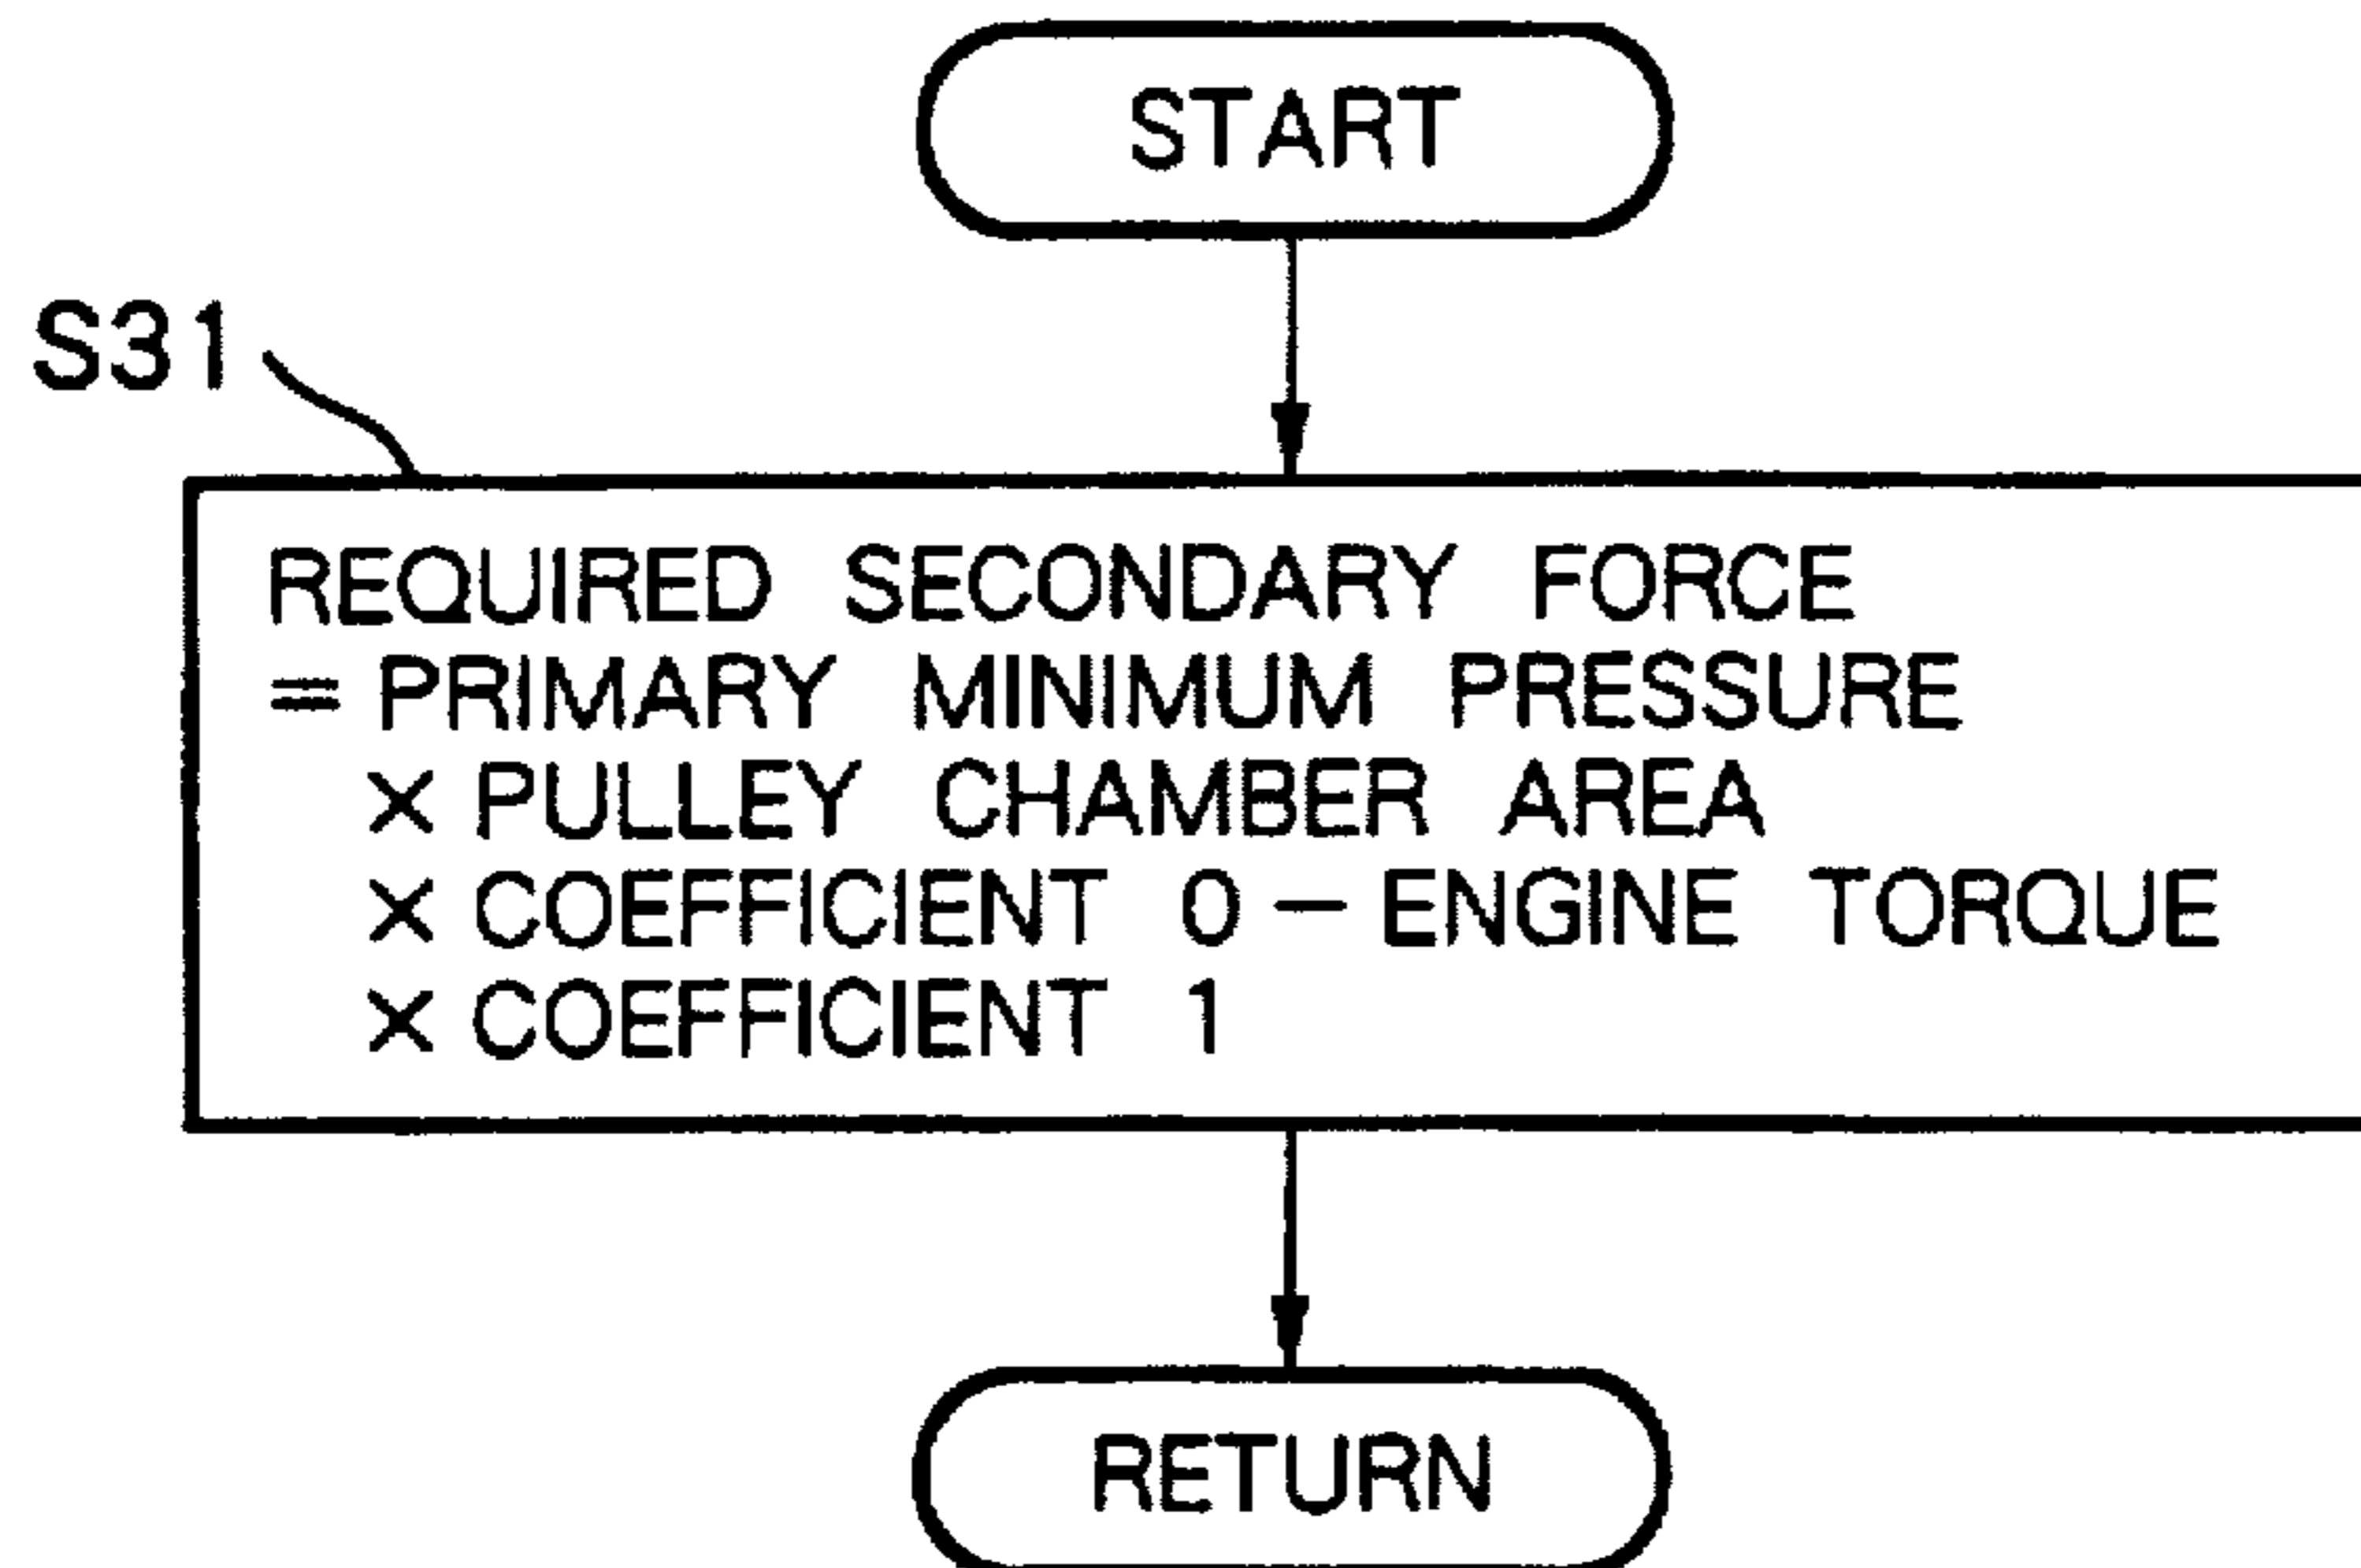 START
S31
REQUIRED SECONDARY FORCE
= PRIMARY MINIMUM PRESSURE
× PULLEY CHAMBER AREA
× COEFFICIENT 0 — ENGINE TORQUE
× COEFFICIENT 1
RETURN